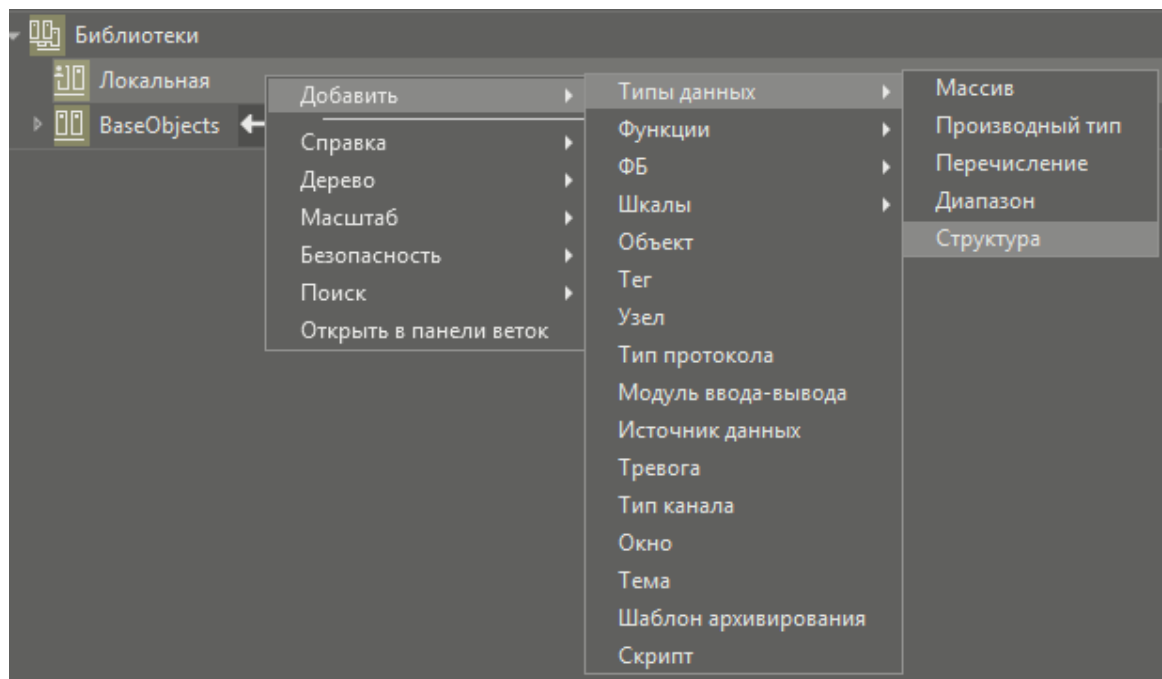 Библиотеки
Локальная
BaseObjects
Добавить
Справка
Дерево
Масштаб
Безопасность
Поиск
Открыть в панели веток
Типы данных
Функции
ФБ
Шкалы
Объект
Тег
Узел
Тип протокола
Модуль ввода-вывода
Источник данных
Тревога
Тип канала
Окно
Тема
Шаблон архивирования
Скрипт
Массив
Производный тип
Перечисление
Диапазон
Структура